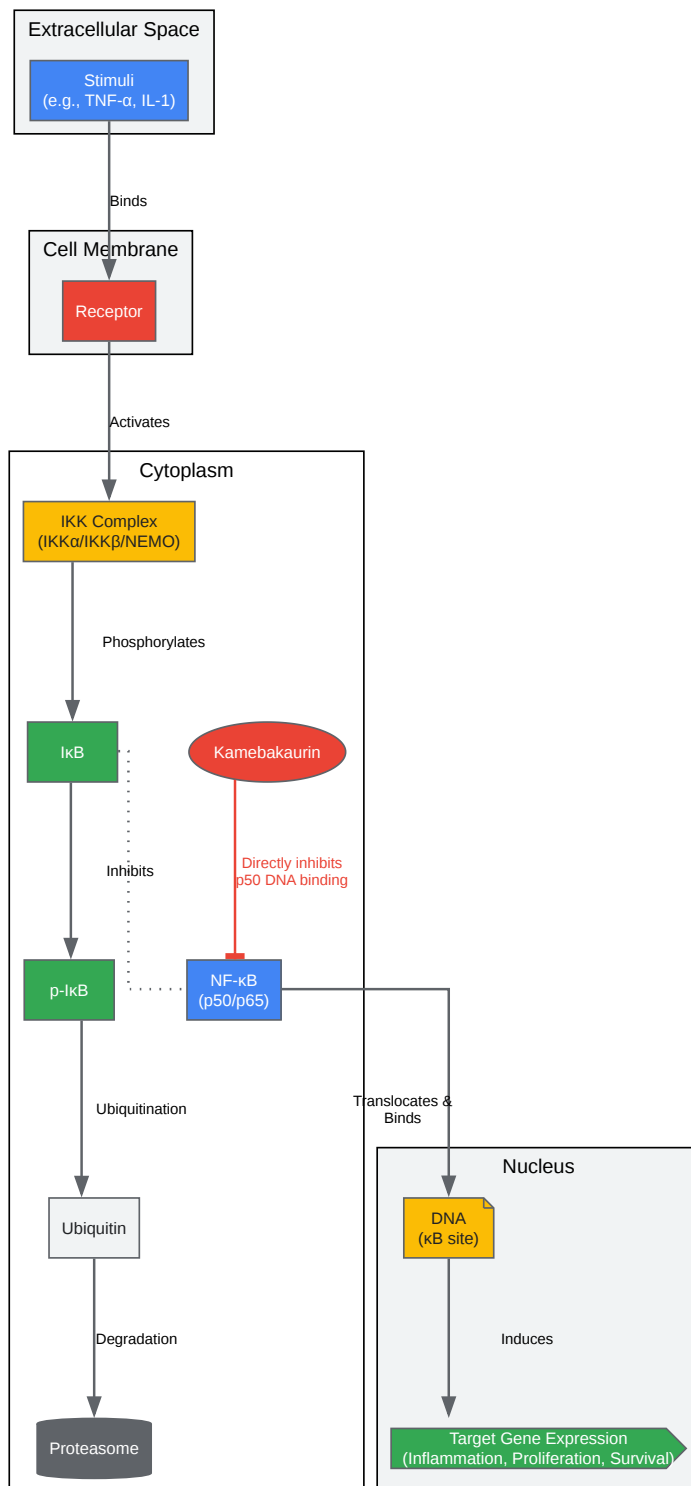 Extracellular Space
Stimuli
(e.g., TNF-α, IL-1)
Binds
Cell Membrane
Receptor
Activates
Cytoplasm
IKK Complex
(IKKα/IKKβ/NEMO)
Phosphorylates
IκB
Kamebakaurin
Inhibits
Directly inhibits
p50 DNA binding
p-IκB
NF-κB
(p50/p65)
Ubiquitination
Translocates &
Binds
Nucleus
Ubiquitin
DNA
(κB site)
Degradation
Induces
Proteasome
Target Gene Expression
(Inflammation, Proliferation, Survival)